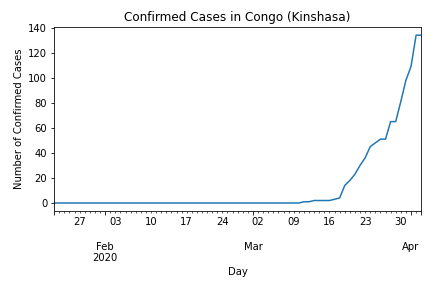 Confirmed Cases in Congo (Kinshasa)
Number of Confirmed Cases
140
120
100
80
60
40
20
0
27 03 10 17 24 02 09 16 23 30
Feb Mar Apr
2020
Day